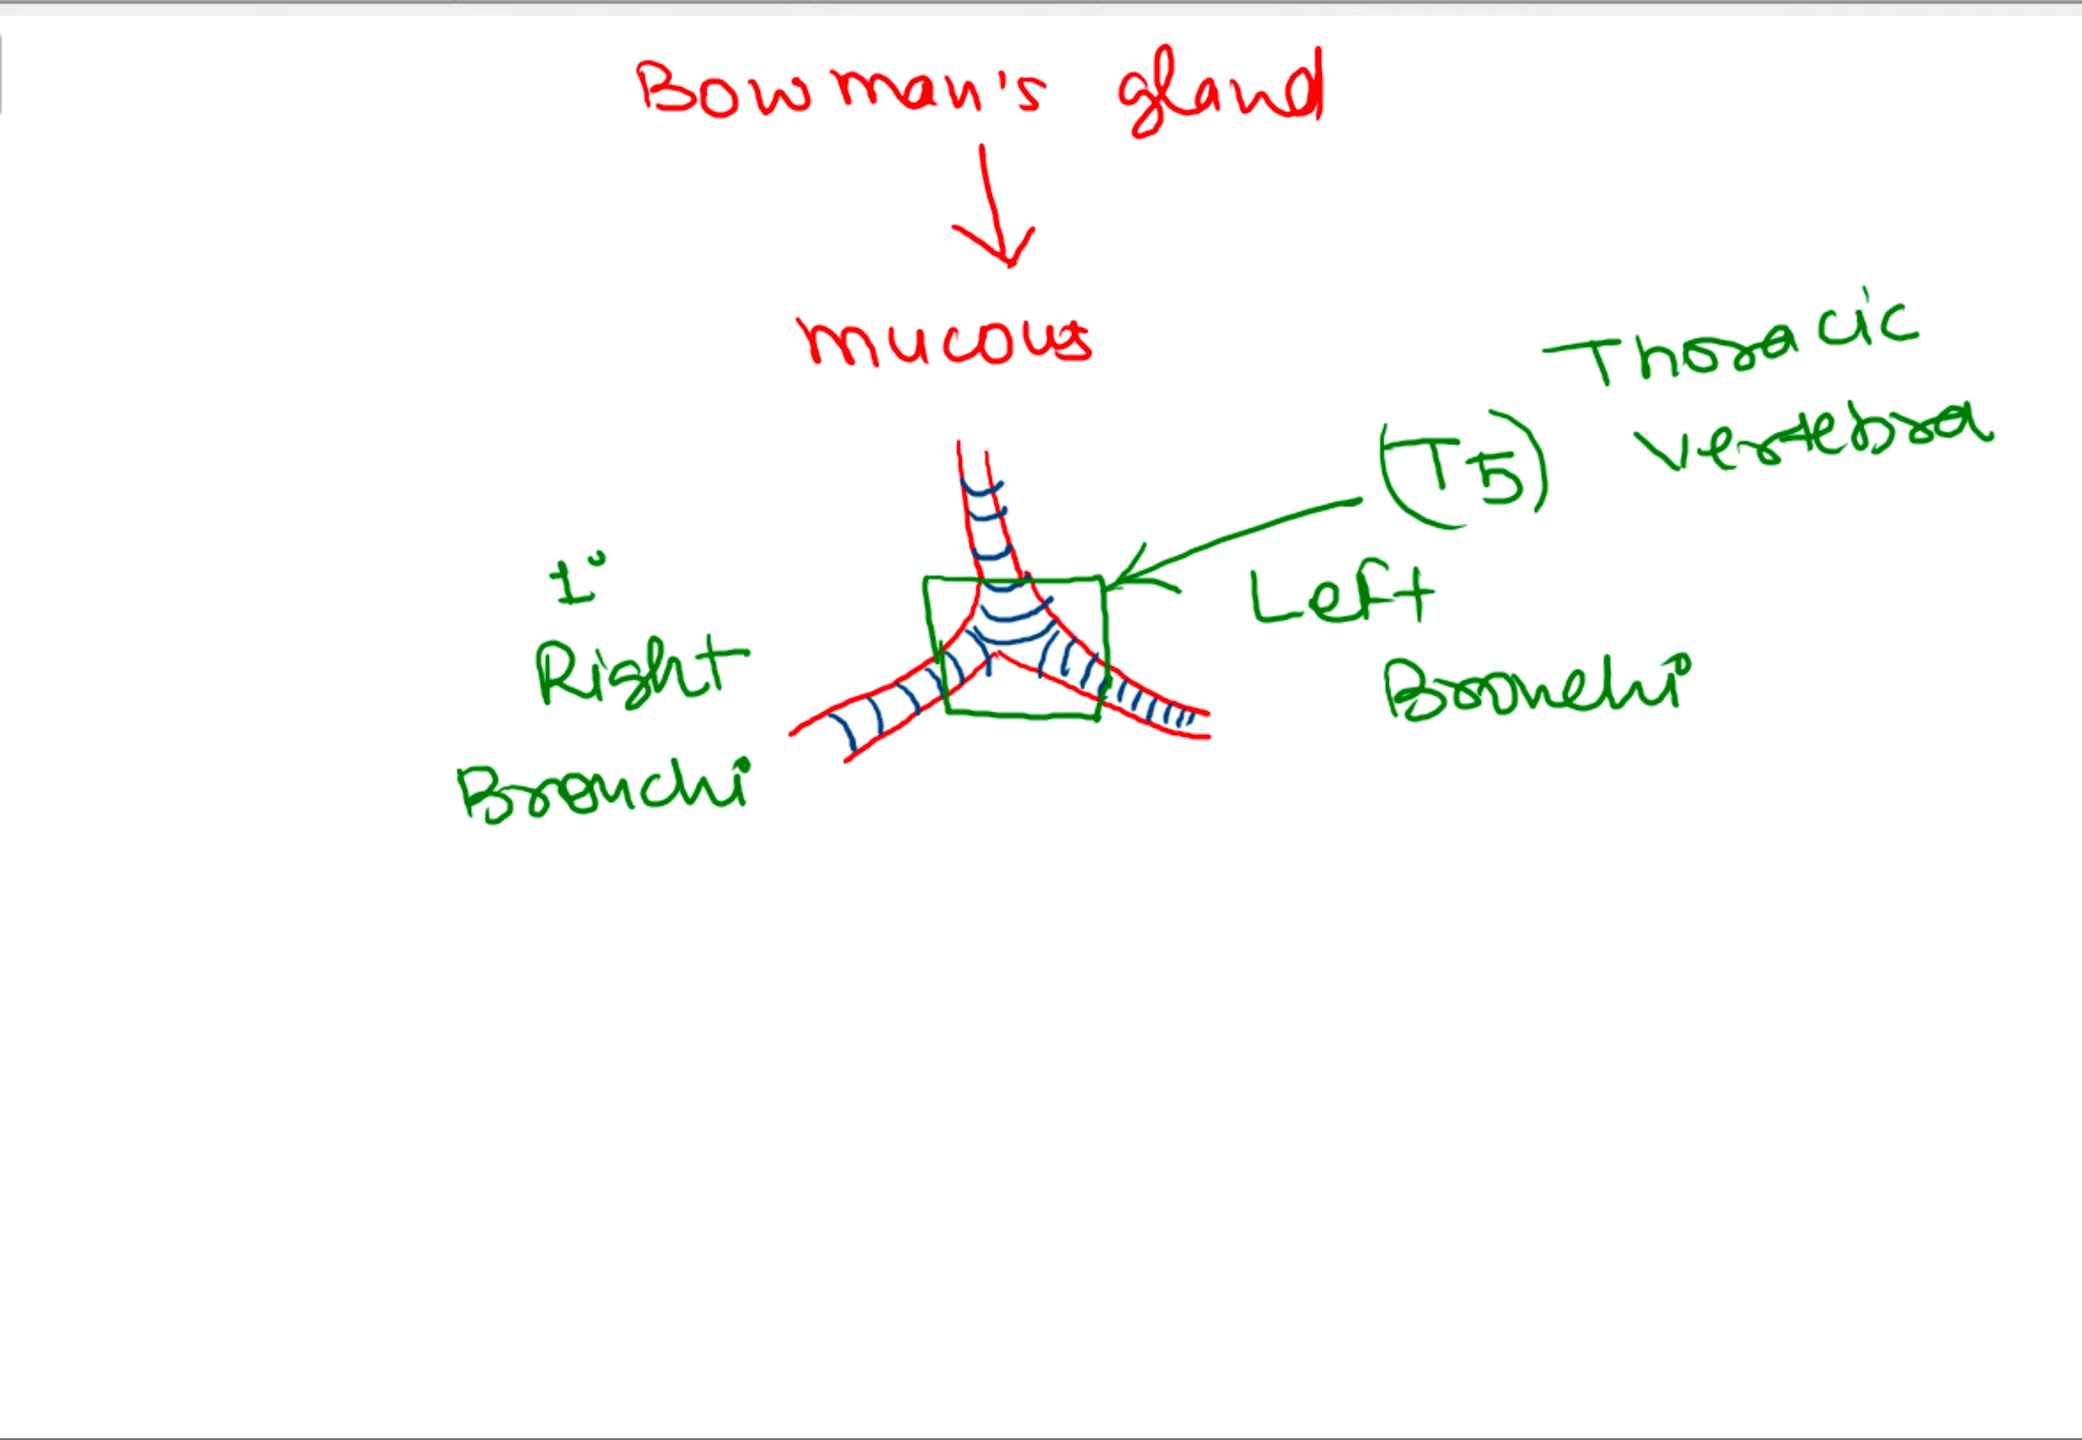 Bowman's gland
mucous
Thoracic
vertebra
(T5)
1°
Right
Bronchi
Left
Bronchi